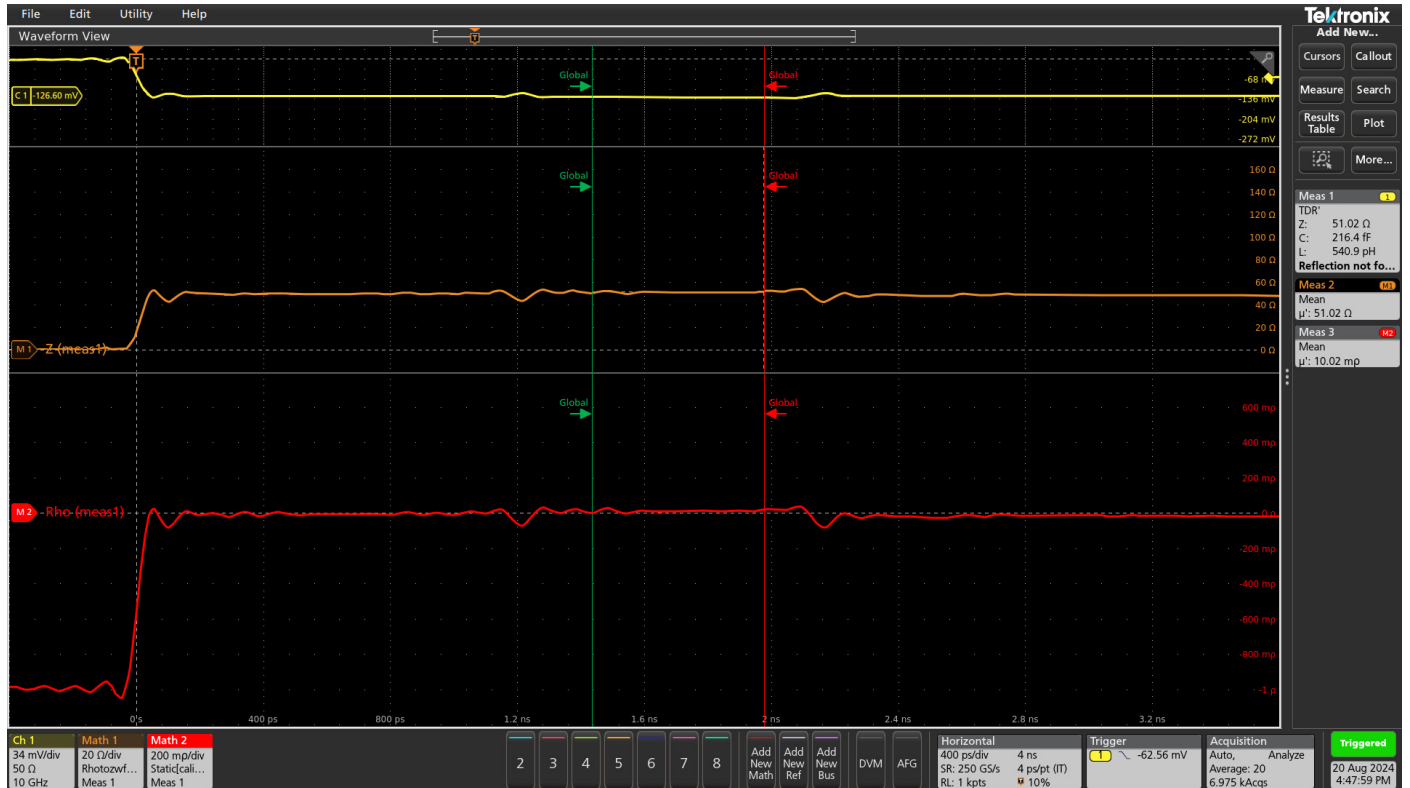 File Edit Utility Help
Tektronix
Waveform View
Add New...
Cursors Callout
Measure Search
Results Table Plot
More...
T
T
C 1 -126.60 mV
Global
Global
-136 mV
-204 mV
-272 mV
Global
Global
160 Ω
140 Ω
120 Ω
100 Ω
80 Ω
60 Ω
40 Ω
20 Ω
0 Ω
M 1 Z (meas1)
Global
Global
600 mρ
400 mρ
200 mρ
0 ρ
-200 mρ
-400 mρ
-600 mρ
-800 mρ
-1 ρ
M 2 Rho (meas1)
0 s 400 ps 800 ps 1.2 ns 1.6 ns 2 ns 2.4 ns 2.8 ns 3.2 ns
Meas 1 1
TDR'
Z: 51.02 Ω
C: 216.4 fF
L: 540.9 pH
Reflection not fo...
Meas 2 M1
Mean
µ': 51.02 Ω
Meas 3 M2
Mean
µ': 10.02 mρ
Ch 1
34 mV/div
50 Ω
10 GHz
Math 1
20 Ω/div
Rhotozwf...
Meas 1
Math 2
200 mρ/div
Static[cali...
Meas 1
2 3 4 5 6 7 8
Add New Math
Add New Ref
Add New Bus
DVM AFG
Horizontal
400 ps/div 4 ns
SR: 250 GS/s 4 ps/pt (IT)
RL: 1 kpts 10%
Trigger
1 -62.56 mV
Acquisition
Auto, Analyze
Average: 20
6.975 kAcqs
Triggered
20 Aug 2024
4:47:59 PM